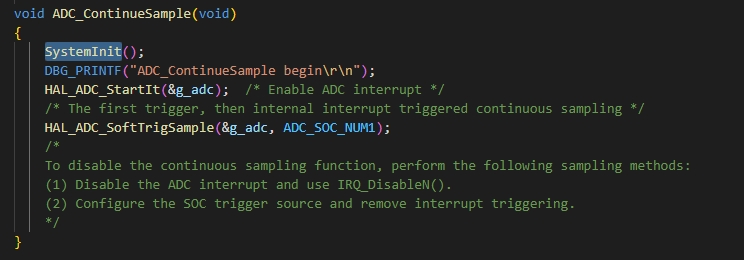 void ADC_ContinueSample(void)
{
    SystemInit();
    DBG_PRINTF("ADC_ContinueSample begin\r\n");
    HAL_ADC_StartIt(&g_adc);  /* Enable ADC interrupt */
    /* The first trigger, then internal interrupt triggered continuous sampling */
    HAL_ADC_SoftTrigSample(&g_adc, ADC_SOC_NUM1);
    /*
    To disable the continuous sampling function, perform the following sampling methods:
    (1) Disable the ADC interrupt and use IRQ_DisableN().
    (2) Configure the SOC trigger source and remove interrupt triggering.
    */
}